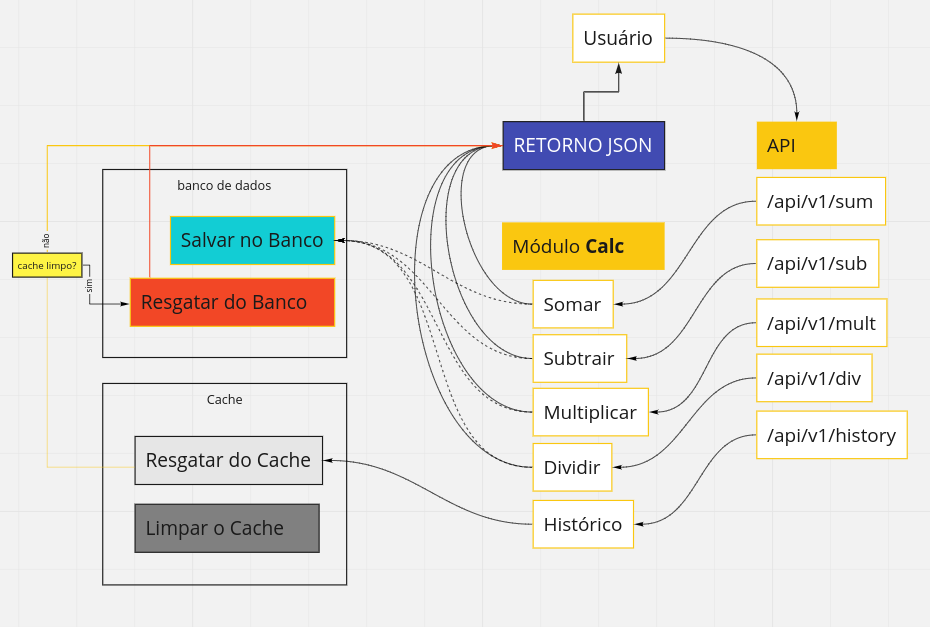 Usuário
RETORNO JSON
API
/api/v1/sum
/api/v1/sub
/api/v1/mult
/api/v1/div
/api/v1/history
Módulo Calc
Somar
Subtrair
Multiplicar
Dividir
Histórico
banco de dados
Salvar no Banco
Resgatar do Banco
não
cache limpo?
sim
Cache
Resgatar do Cache
Limpar o Cache